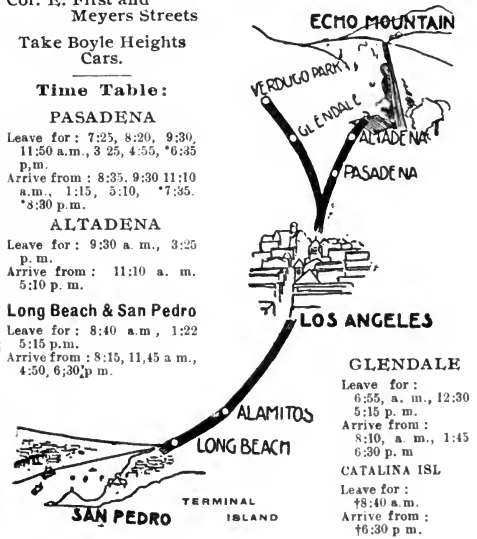 Cor. E. First and
Meyers Streets
Take Boyle Heights
Cars.
Time Table:
PASADENA
Leave for: 7:25, 8:20, 9:30,
11:50 a.m., 3 25, 4:55, *6:35
p,m.
Arrive from: 8:35, 9:30 11:10
a.m., 1:15, 5:10, *7:35.
*8:30 p.m.
ALTADENA
Leave for: 9:30 a. m., 3:25
p. m.
Arrive from: 11:10 a. m.
5:10 p. m.
Long Beach & San Pedro
Leave for: 8:40 a.m , 1:22
5:15 p.m.
Arrive from: 8:15, 11,45 a m.,
4:50, 6;30 p m.
ECHO MOUNTAIN
VERDUGO PARK
GLENDALE
ALTADENA
PASADENA
LOS ANGELES
ALAMITOS
LONG BEACH
TERMINAL
ISLAND
SAN PEDRO
GLENDALE
Leave for:
6:55, a. m., 12:30
5:15 p. m.
Arrive from:
8:10, a. m., 1:45
6:30 p. m
CATALINA ISL
Leave for:
†8:40 a.m.
Arrive from:
†6:30 p m.